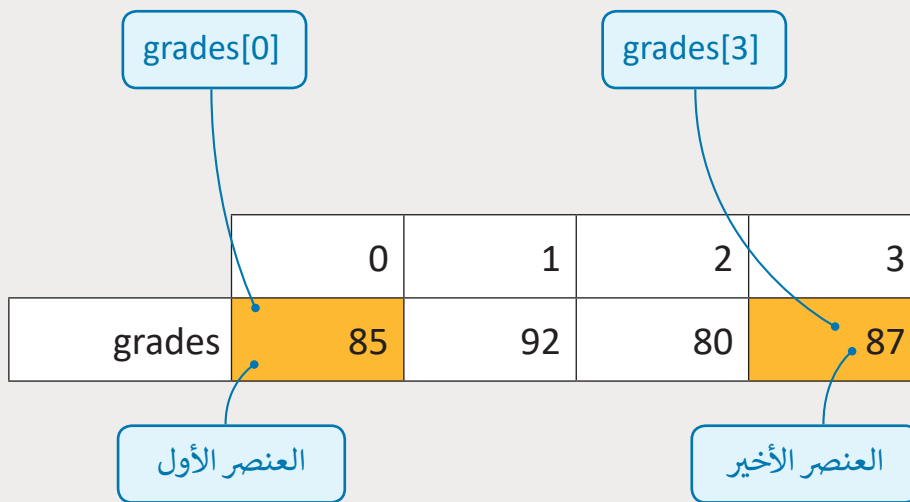 grades[0] grades[3]
0 1 2 3
grades 85 92 80 87
العنصر الأول
العنصر الأخير